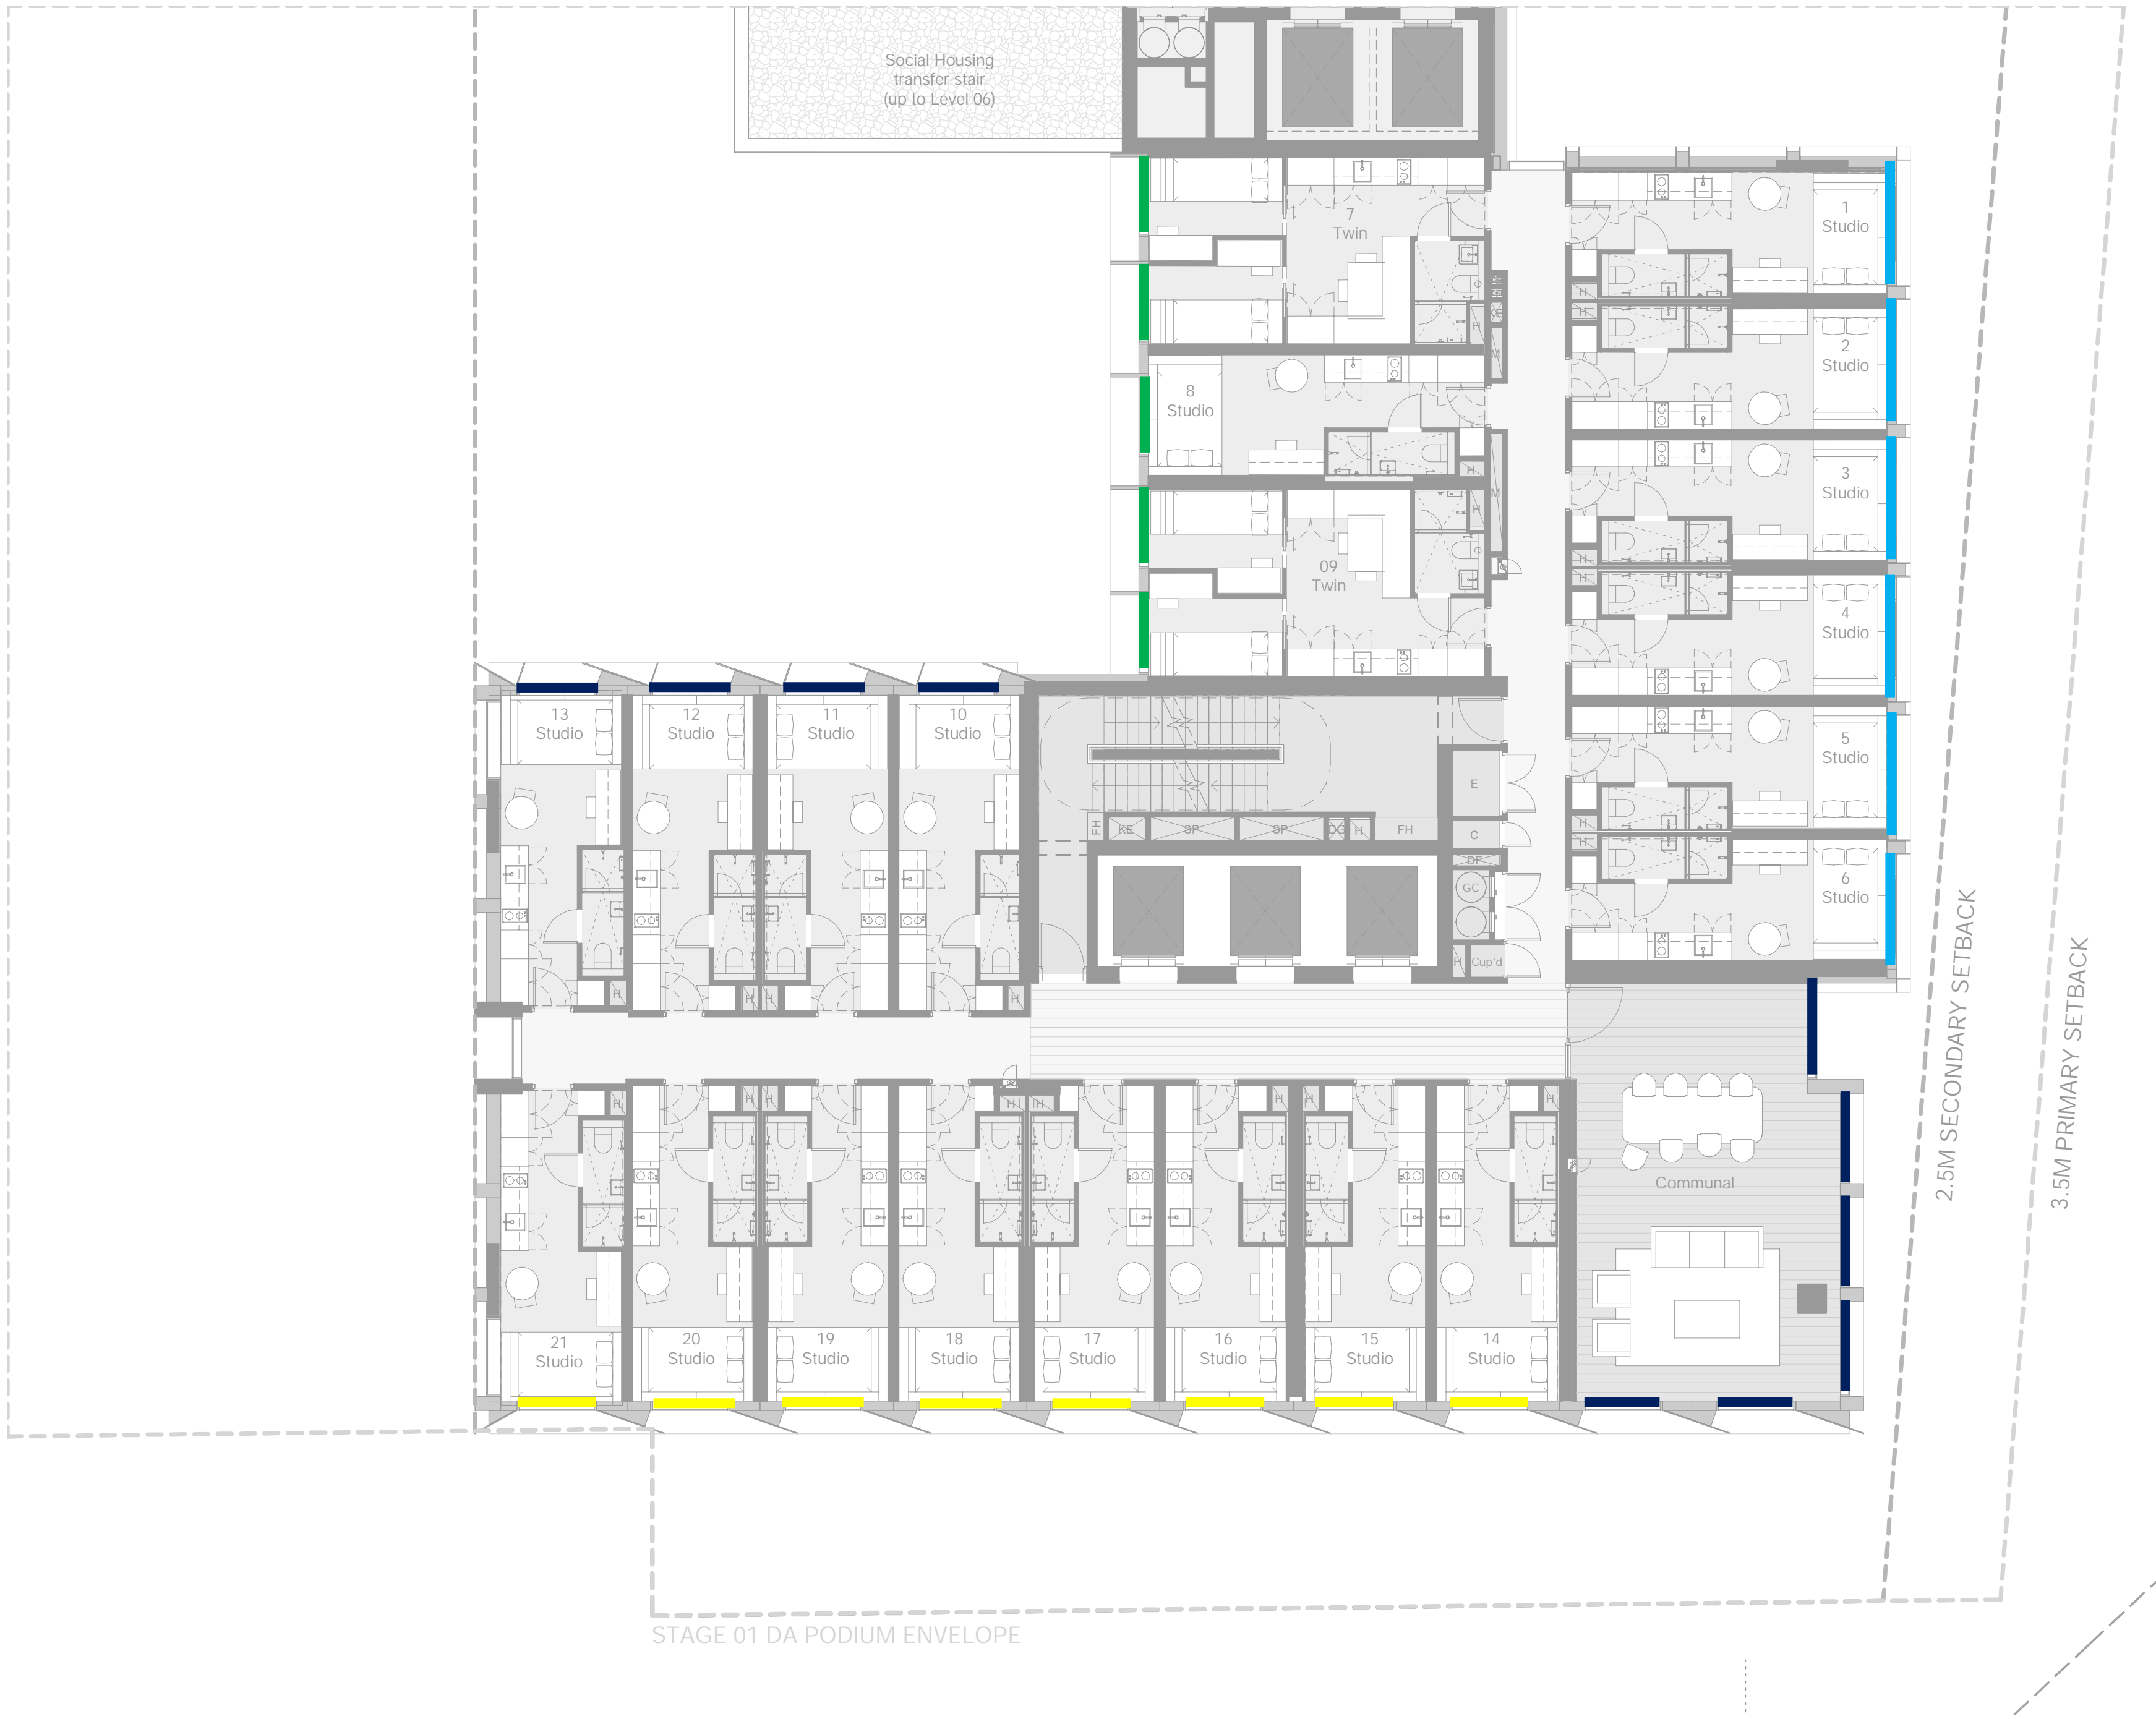 Social Housing
transfer stair
(up to Level 06)
7
Twin
1
Studio
H
H
KE
H
M
2
Studio
8
Studio
H
M
H
3
Studio
09
Twin
H
H
4
Studio
13
Studio
12
Studio
11
Studio
10
Studio
5
Studio
E
FH
KE
SP
SP
DG
H
FH
C
H
H
DF
GC
6
Studio
H
Cup'd
H
H
H
H
2.5M SECONDARY SETBACK
3.5M PRIMARY SETBACK
H
H
H
H
H
H
H
H
Communal
21
Studio
20
Studio
19
Studio
18
Studio
17
Studio
16
Studio
15
Studio
14
Studio
STAGE 01 DA PODIUM ENVELOPE